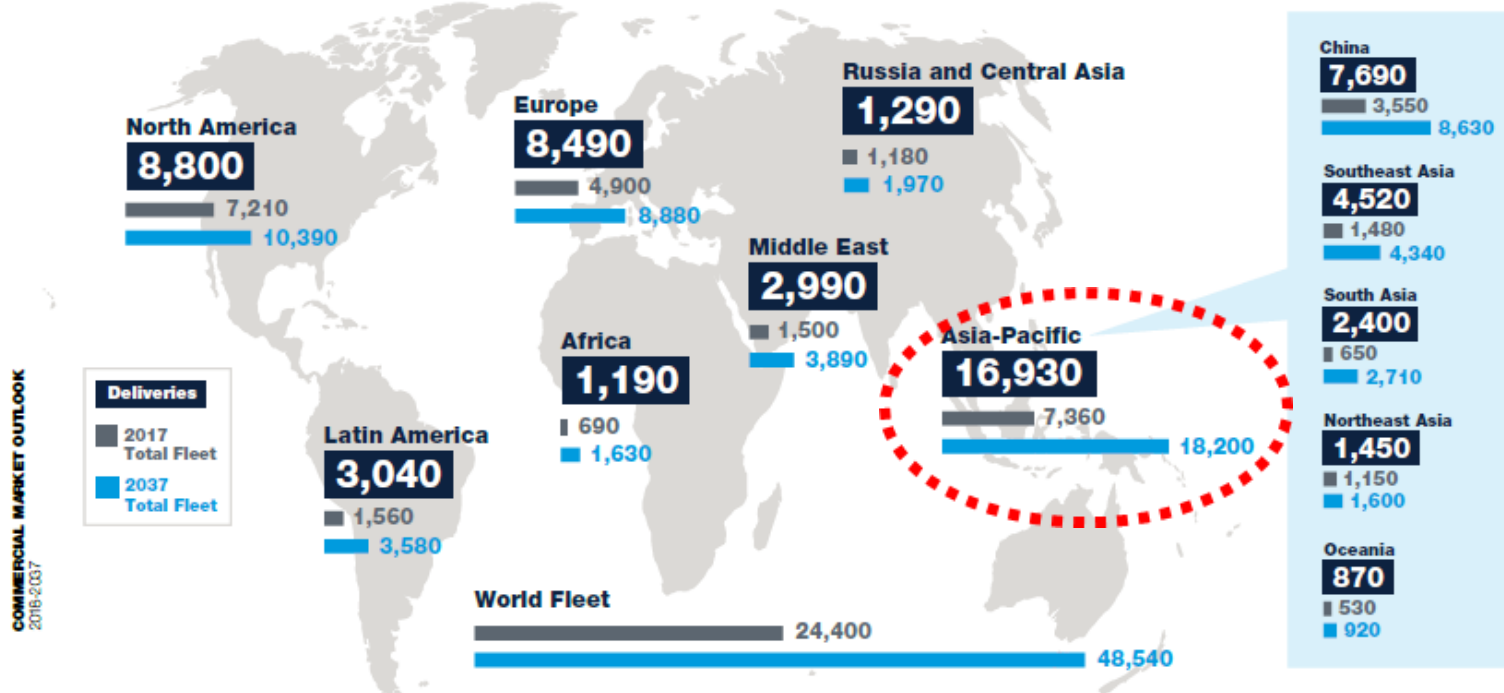 North America
8,800
7,210
10,390
Europe
8,490
4,900
8,880
Russia and Central Asia
1,290
1,180
1,970
Middle East
2,990
1,500
3,890
Africa
1,190
690
1,630
Latin America
3,040
1,560
3,580
Asia-Pacific
16,930
7,360
18,200
China
7,690
3,550
8,630
Southeast Asia
4,520
1,480
4,340
South Asia
2,400
650
2,710
Northeast Asia
1,450
1,150
1,600
Oceania
870
530
920
Deliveries
2017
Total Fleet
2037
Total Fleet
World Fleet
24,400
48,540
COMMERCIAL MARKET OUTLOOK
2018-2037